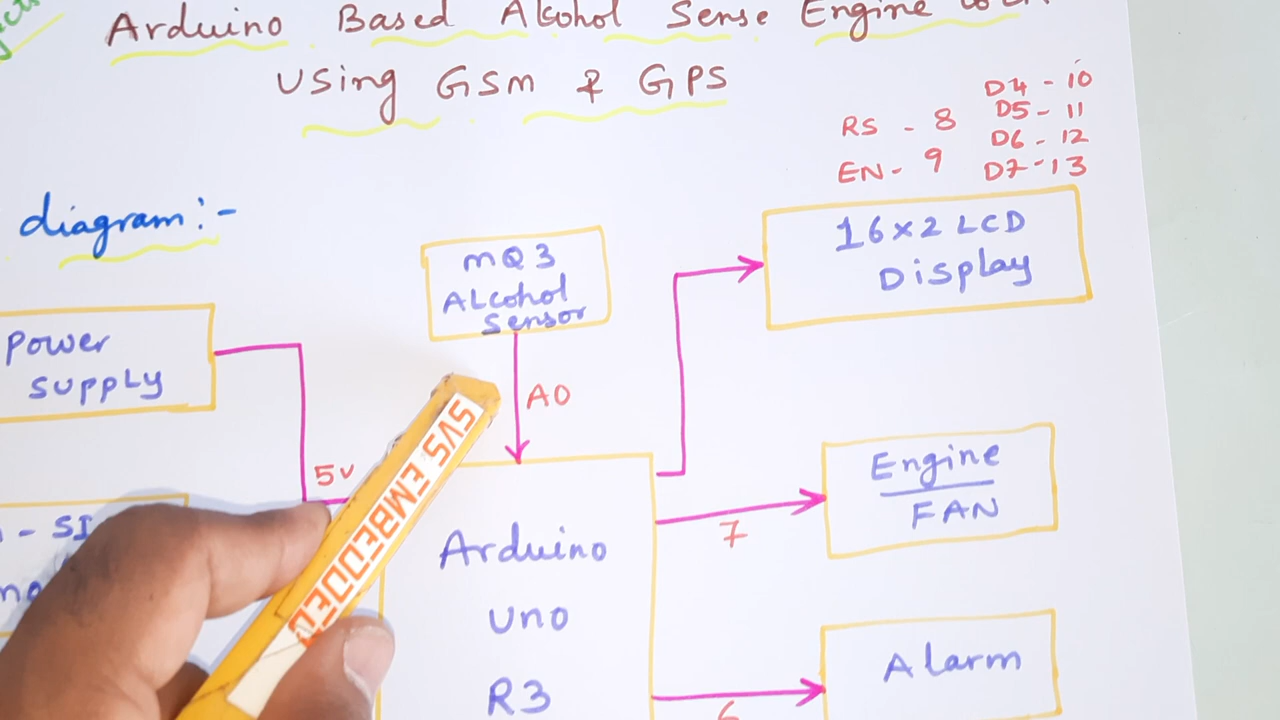 Arduino Based Alcohol Sense Engine
Using GSM & GPS
D4 - 10
RS - 8 D5 - 11
D6 - 12
EN - 9 D7 - 13
diagram:-
16x2 LCD
Display
MQ3
ALcohol
Sensor
Power
Supply
A0
5v
Engine
FAN
7
SVS EMBEDDED
Arduino
Uno
R3
Alarm
6